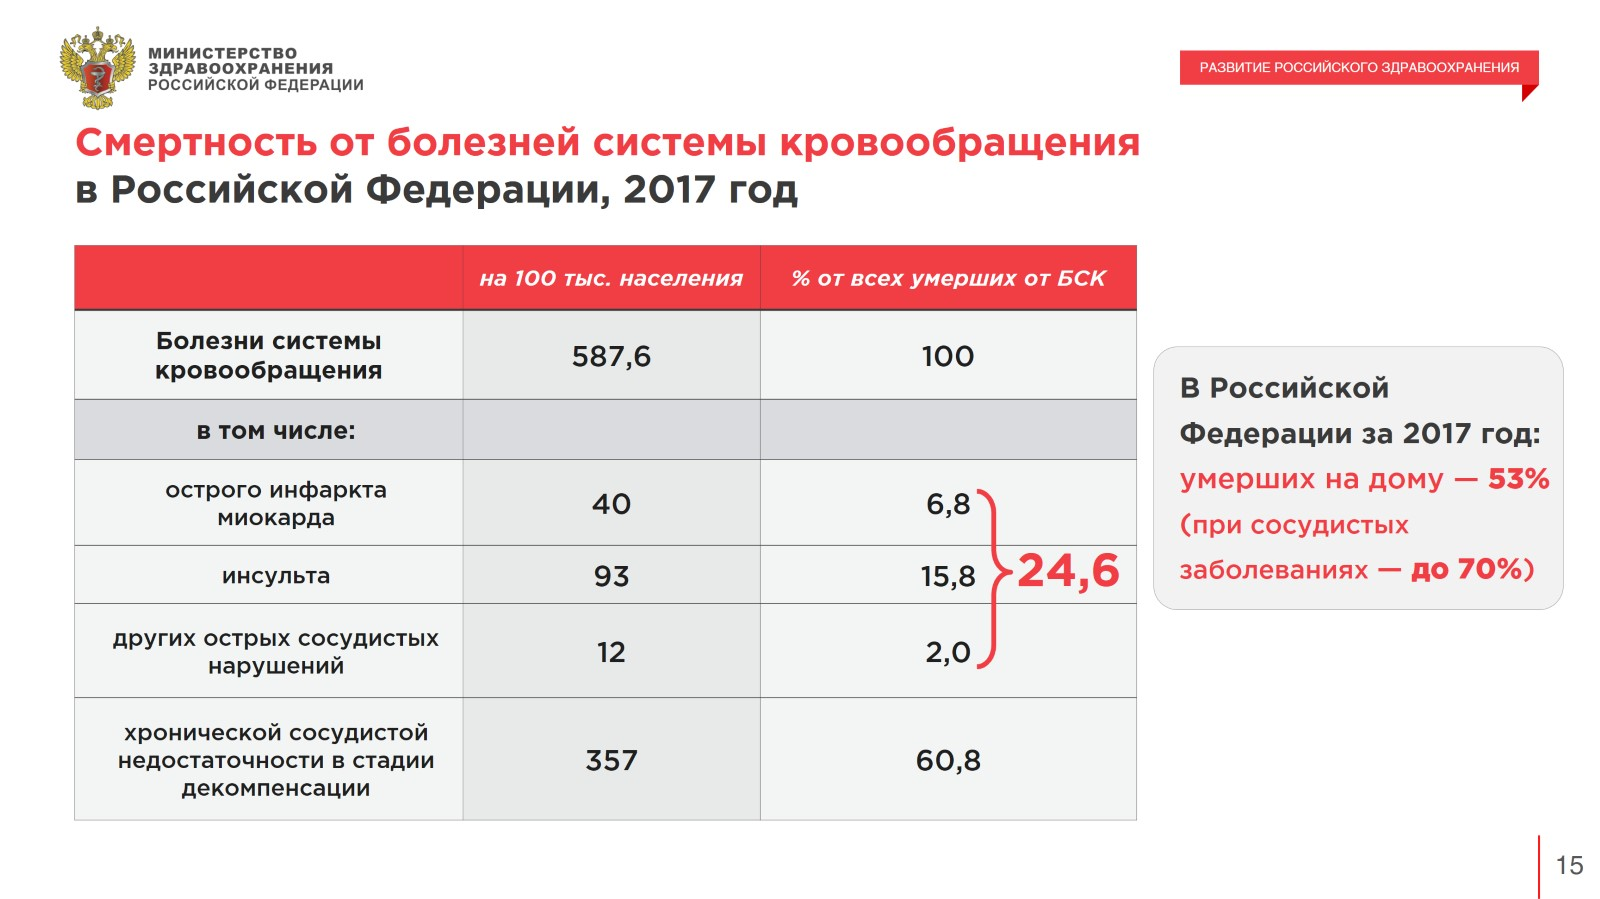 МИНИСТЕРСТВО
ЗДРАВООХРАНЕНИЯ
РОССИЙСКОЙ ФЕДЕРАЦИИ
РАЗВИТИЕ РОССИЙСКОГО ЗДРАВООХРАНЕНИЯ
Смертность от болезней системы кровообращения
в Российской Федерации, 2017 год
на 100 тыс. населения % от всех умерших от БСК
Болезни системы
кровообращения
587,6 100
в том числе:
острого инфаркта
миокарда
40 6,8
инсульта 93 15,8
24,6
других острых сосудистых
нарушений
12 2,0
хронической сосудистой
недостаточности в стадии
декомпенсации
357 60,8
В Российской
Федерации за 2017 год:
умерших на дому — 53%
(при сосудистых
заболеваниях — до 70%)
15